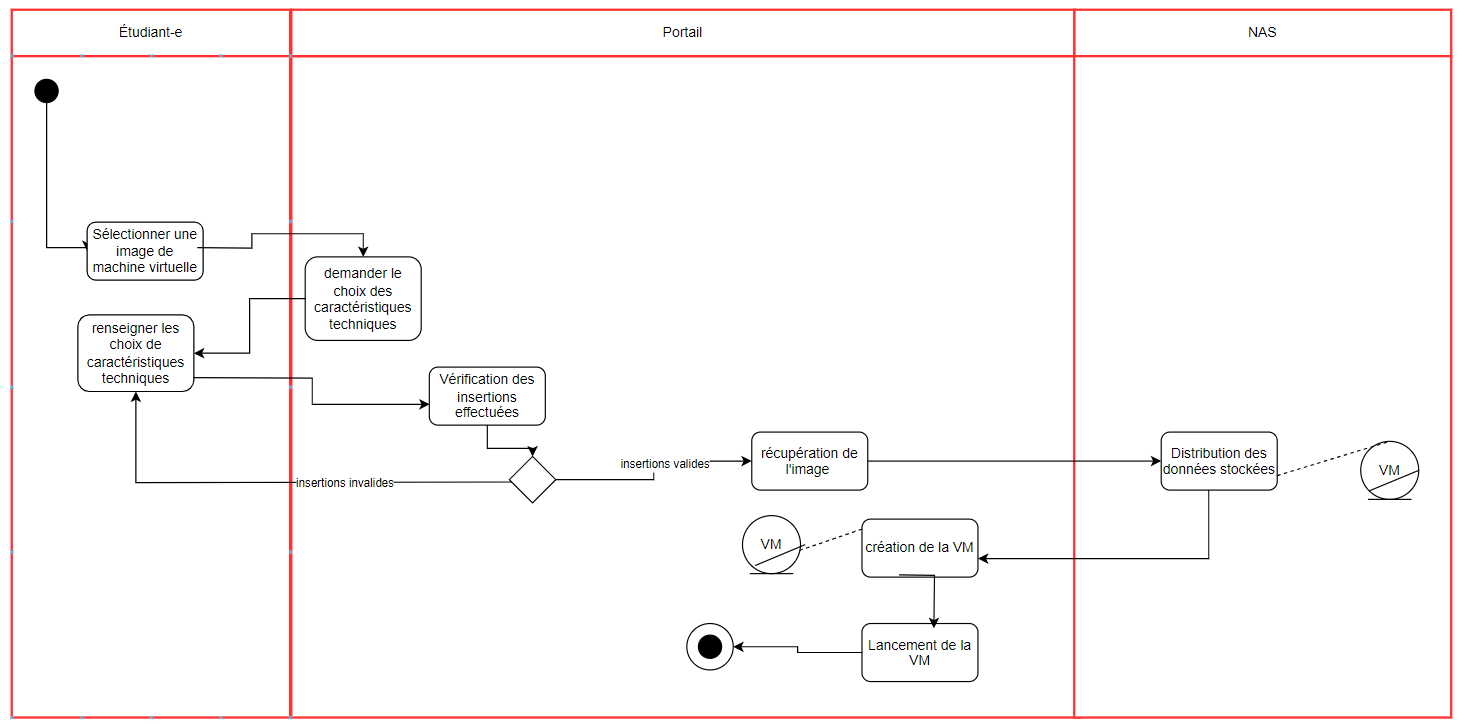 Étudiant-e
Portail
NAS
Sélectionner une
image de
machine virtuelle
demander le
choix des
caractéristiques
techniques
renseigner les
choix de
caractéristiques
techniques
Vérification des
insertions
effectuées
insertions invalides
insertions valides
récupération de
l'image
Distribution des
données stockées
VM
VM
création de la VM
Lancement de la
VM